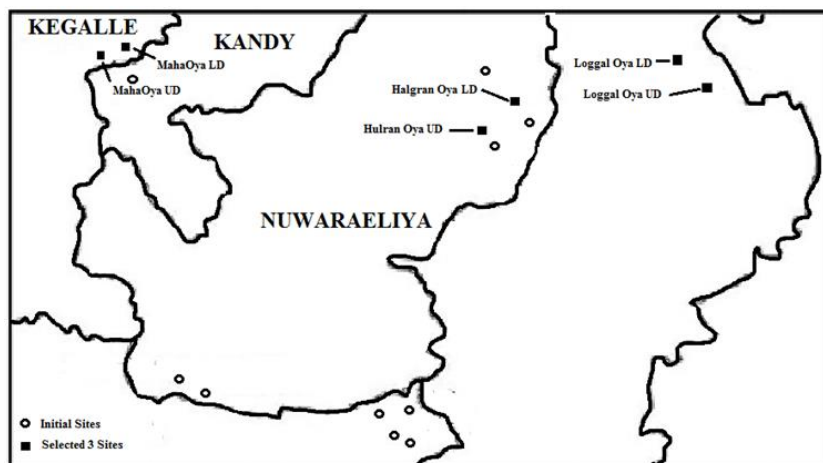 KEGALLE
KANDY
MahaOya LD
MahaOya UD
Loggal Oya LD
Halgran Oya LD
Loggal Oya UD
Hulran Oya UD
NUWARAELIYA
Initial Sites
Selected 3 Sites